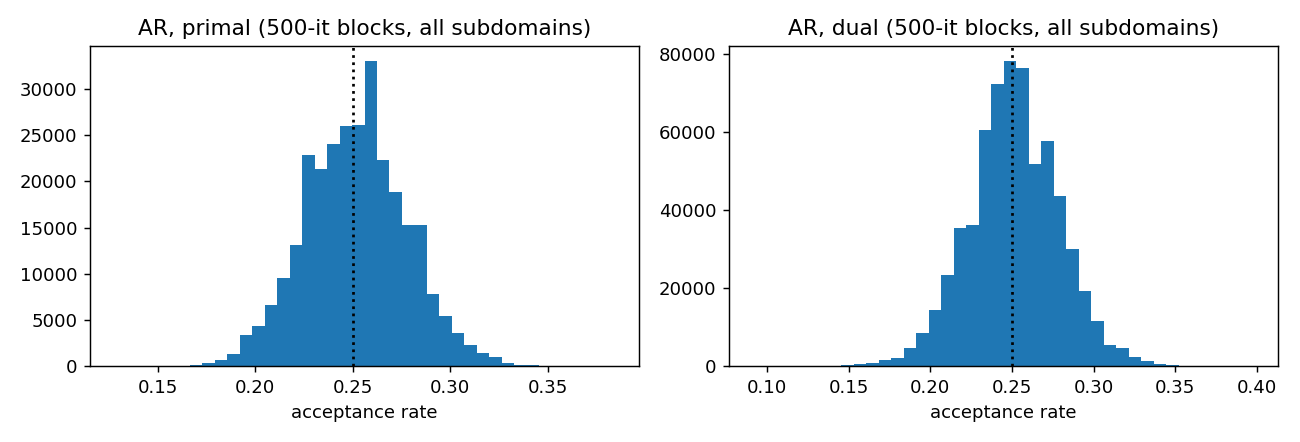 AR, primal (500-it blocks, all subdomains)
30000
25000
20000
15000
10000
5000
0
0.15 0.20 0.25 0.30 0.35
acceptance rate
AR, dual (500-it blocks, all subdomains)
80000
60000
40000
20000
0
0.10 0.15 0.20 0.25 0.30 0.35 0.40
acceptance rate